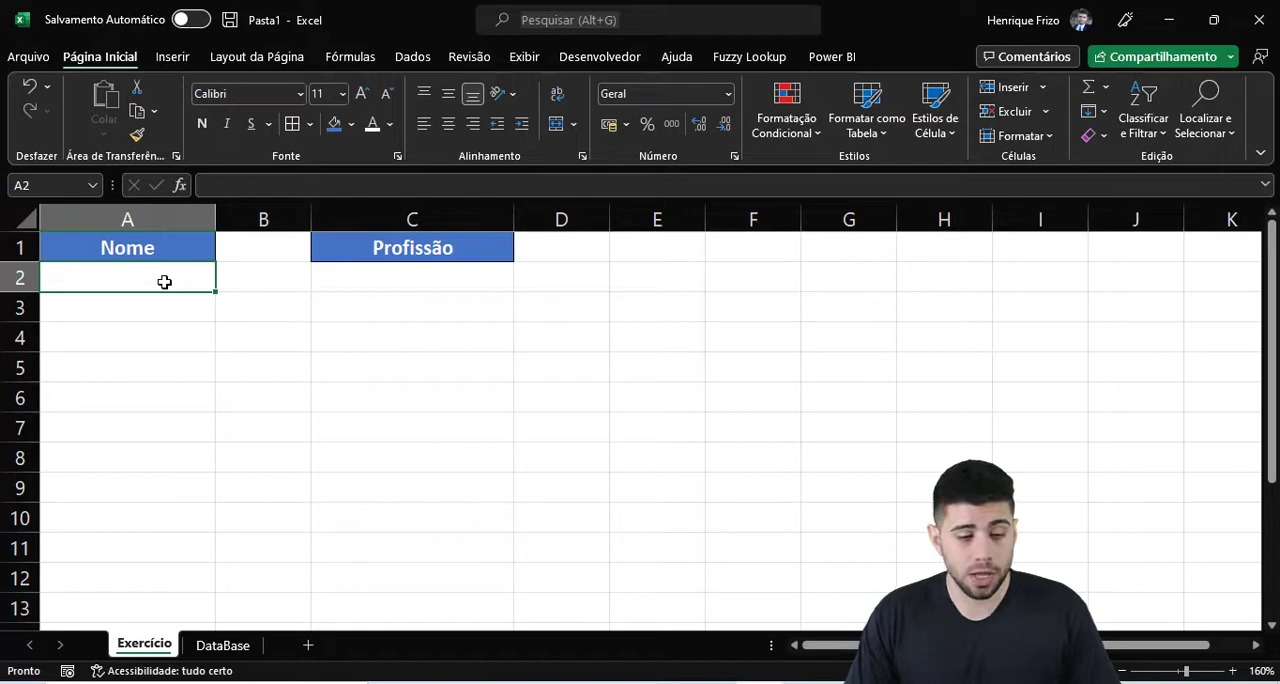 Salvamento Automático
Pasta1 - Excel
Pesquisar (Alt+G)
Henrique Frizo
Arquivo
Página Inicial
Inserir
Layout da Página
Fórmulas
Dados
Revisão
Exibir
Desenvolvedor
Ajuda
Fuzzy Lookup
Power BI
Comentários
Compartilhamento
Colar
Calibri
11
N I S
Geral
% 000
Formatação Condicional
Formatar como Tabela
Estilos de Célula
Inserir
Excluir
Formatar
Classificar e Filtrar
Localizar e Selecionar
Desfazer
Área de Transferên...
Fonte
Alinhamento
Número
Estilos
Células
Edição
A2
fx
A B C D E F G H I J K
1 Nome Profissão
2
3
4
5
6
7
8
9
10
11
12
13
Exercício
DataBase
Pronto
Acessibilidade: tudo certo
160%